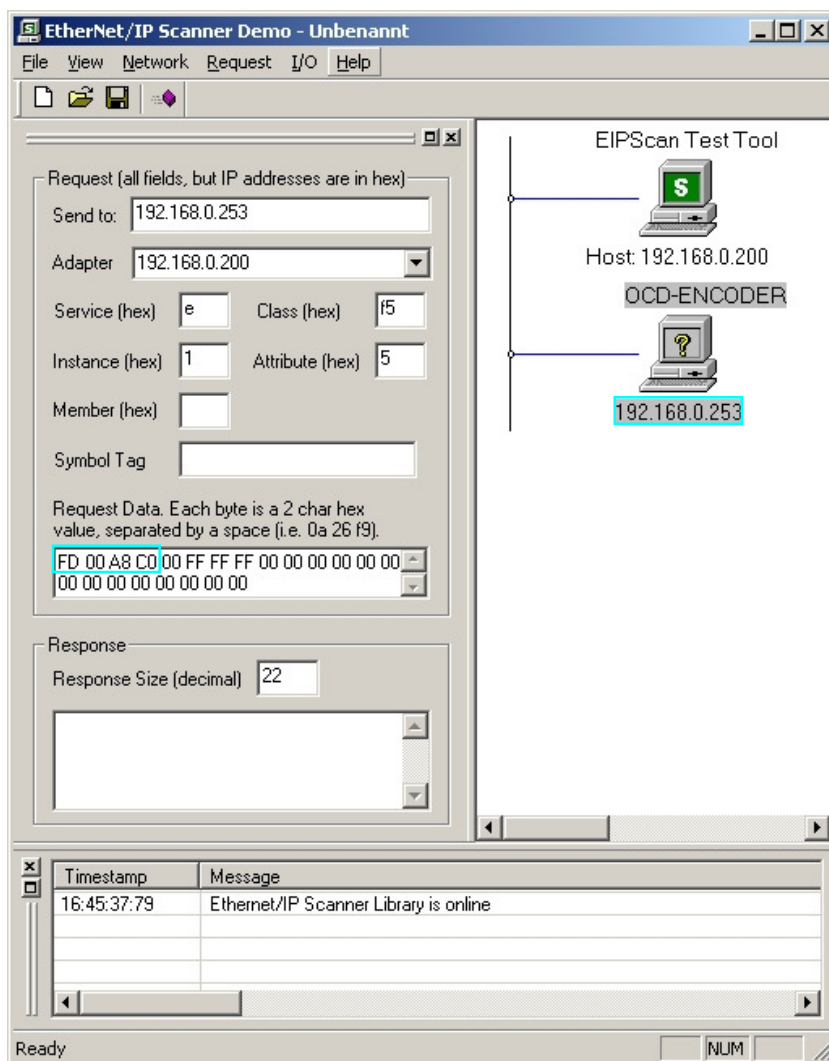 EtherNet/IP Scanner Demo - Unbenannt
File View Network Request I/O Help
Request (all fields, but IP addresses are in hex)
Send to: 192.168.0.253
Adapter 192.168.0.200
Service (hex) e Class (hex) f5
Instance (hex) 1 Attribute (hex) 5
Member (hex)
Symbol Tag
Request Data. Each byte is a 2 char hex
value, separated by a space (i.e. 0a 26 f9).
FD 00 A8 C0 00 FF FF FF 00 00 00 00 00 00
00 00 00 00 00 00 00 00
Response
Response Size (decimal) 22
EIPScan Test Tool
S
Host: 192.168.0.200
OCD-ENCODER
?
192.168.0.253
Timestamp Message
16:45:37:79 Ethernet/IP Scanner Library is online
Ready NUM